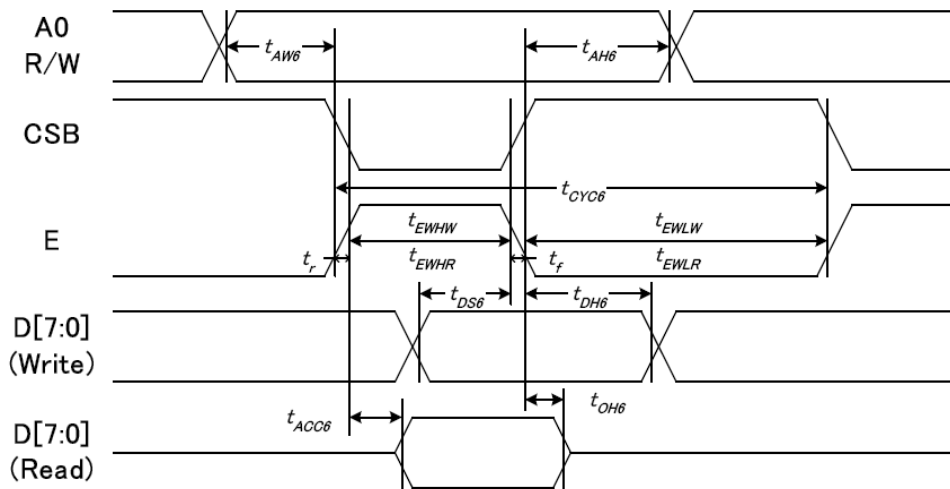 A0
R/W
tAW6
tAH6
CSB
tCYC6
E
tEWHW
tEWLW
tr
tEWHR
tf
tEWLR
tDS6
tDH6
D[7:0]
(Write)
tACC6
tOH6
D[7:0]
(Read)